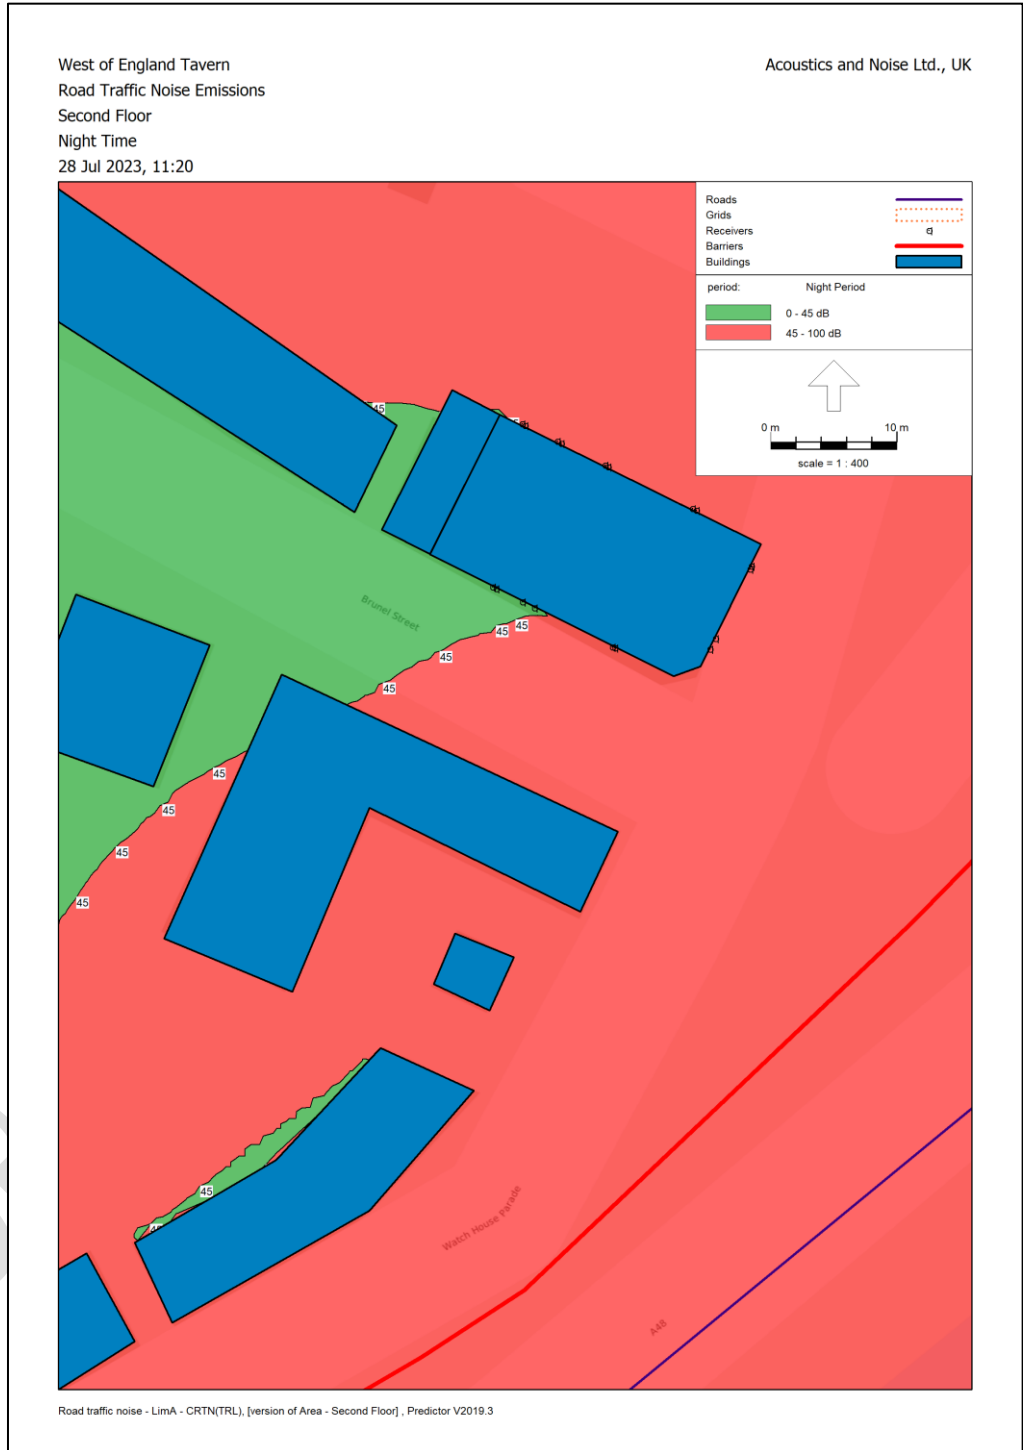 West of England Tavern
Acoustics and Noise Ltd., UK
Road Traffic Noise Emissions
Second Floor
Night Time
28 Jul 2023, 11:20
Roads
Grids
Receivers
Barriers
Buildings
period: Night Period
0 - 45 dB
45 - 100 dB
0 m 10 m
scale = 1 : 400
45
Brunel Street
45
45
45
45
45
45
45
45
45
Watch House Parade
A48
Road traffic noise - LimA - CRTN(TRL), [version of Area - Second Floor] , Predictor V2019.3